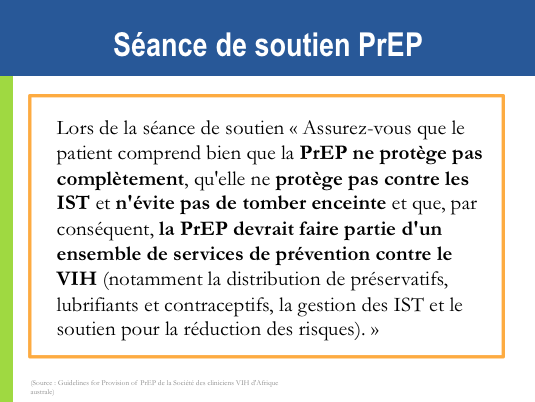 Séance de soutien PrEP
Lors de la séance de soutien « Assurez-vous que le
patient comprend bien que la PrEP ne protège pas
complètement, qu'elle ne protège pas contre les
IST et n'évite pas de tomber enceinte et que, par
conséquent, la PrEP devrait faire partie d'un
ensemble de services de prévention contre le
VIH (notamment la distribution de préservatifs,
lubrifiants et contraceptifs, la gestion des IST et le
soutien pour la réduction des risques). »
(Source : Guidelines for Provision of PrEP de la Société des cliniciens VIH d'Afrique
australe)